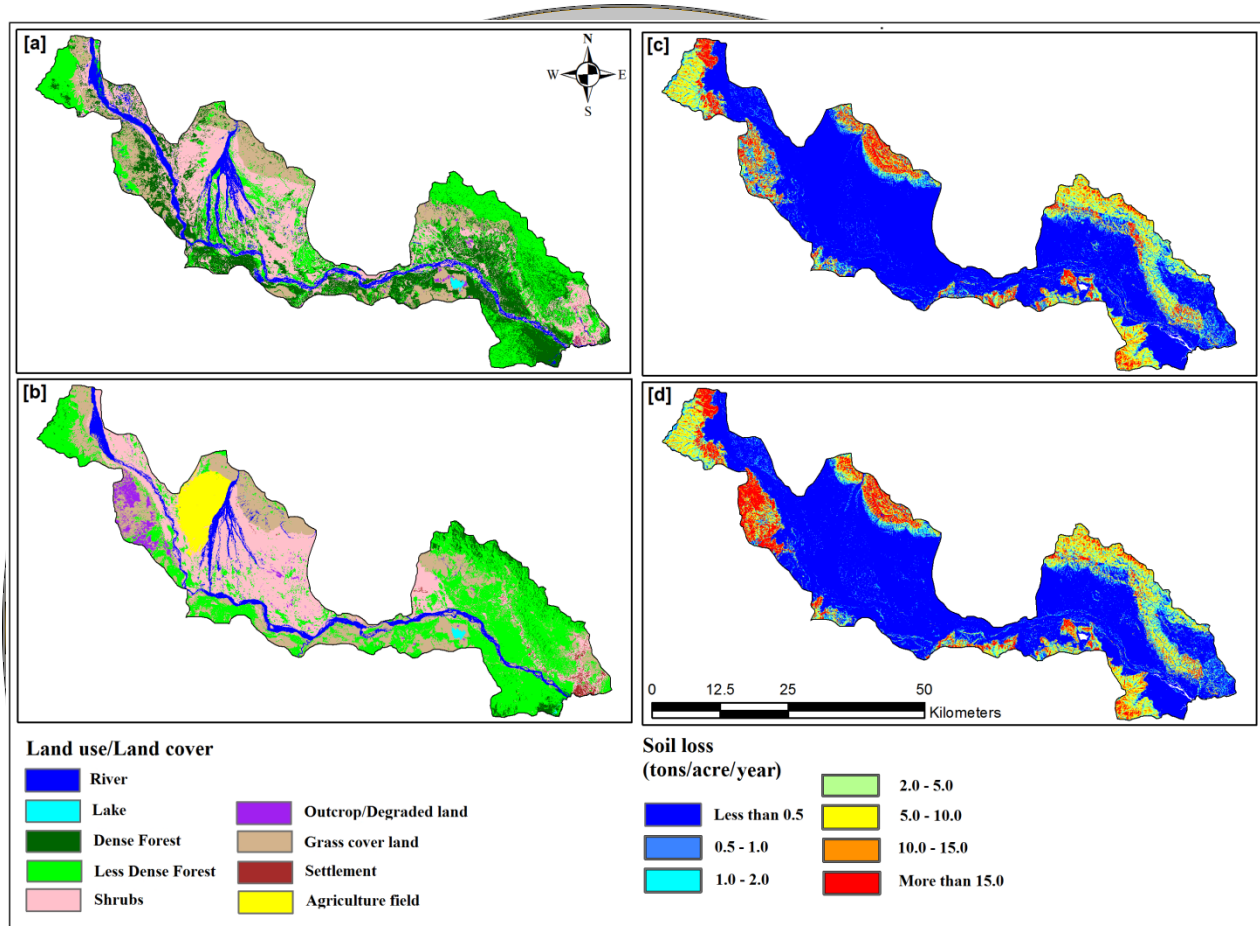 [a]
N
W E
S
[c]
[b]
[d]
0 12.5 25 50
Kilometers
Land use/Land cover
River
Lake
Dense Forest
Less Dense Forest
Shrubs
Outcrop/Degraded land
Grass cover land
Settlement
Agriculture field
Soil loss
(tons/acre/year)
Less than 0.5
0.5 - 1.0
1.0 - 2.0
2.0 - 5.0
5.0 - 10.0
10.0 - 15.0
More than 15.0